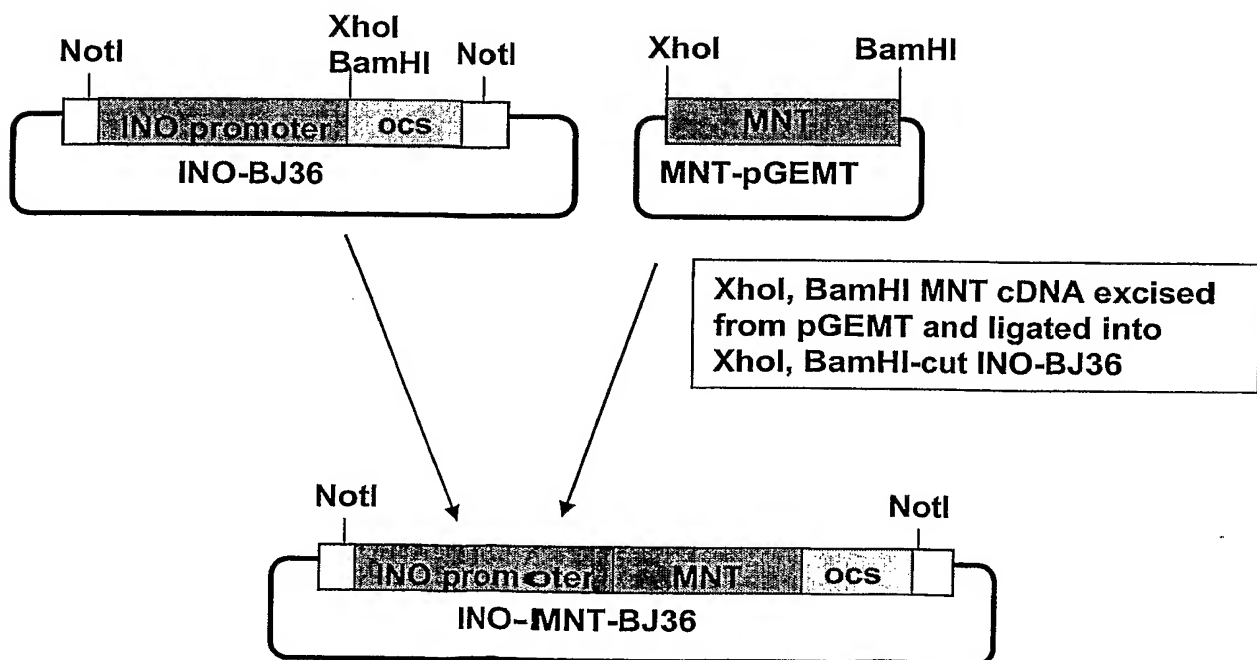 NotI
XhoI
BamHI
NotI
INO promoter
ocs
INO-BJ36
XhoI
BamHI
MNT
MNT-pGEMT
XhoI, BamHI MNT cDNA excised
from pGEMT and ligated into
XhoI, BamHI-cut INO-BJ36
NotI
NotI
INO promoter
MNT
ocs
INO-MNT-BJ36